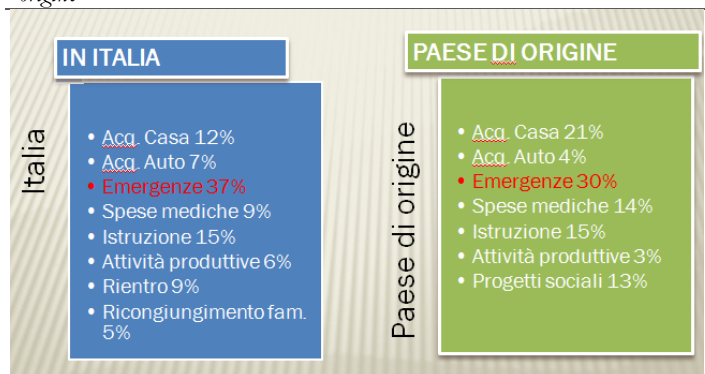 origine
IN ITALIA
Italia
• Acq. Casa 12%
• Acq. Auto 7%
• Emergenze 37%
• Spese mediche 9%
• Istruzione 15%
• Attività produttive 6%
• Rientro 9%
• Ricongiungimento fam.
5%
PAESE DI ORIGINE
Paese di origine
• Acq. Casa 21%
• Acq. Auto 4%
• Emergenze 30%
• Spese mediche 14%
• Istruzione 15%
• Attività produttive 3%
• Progetti sociali 13%